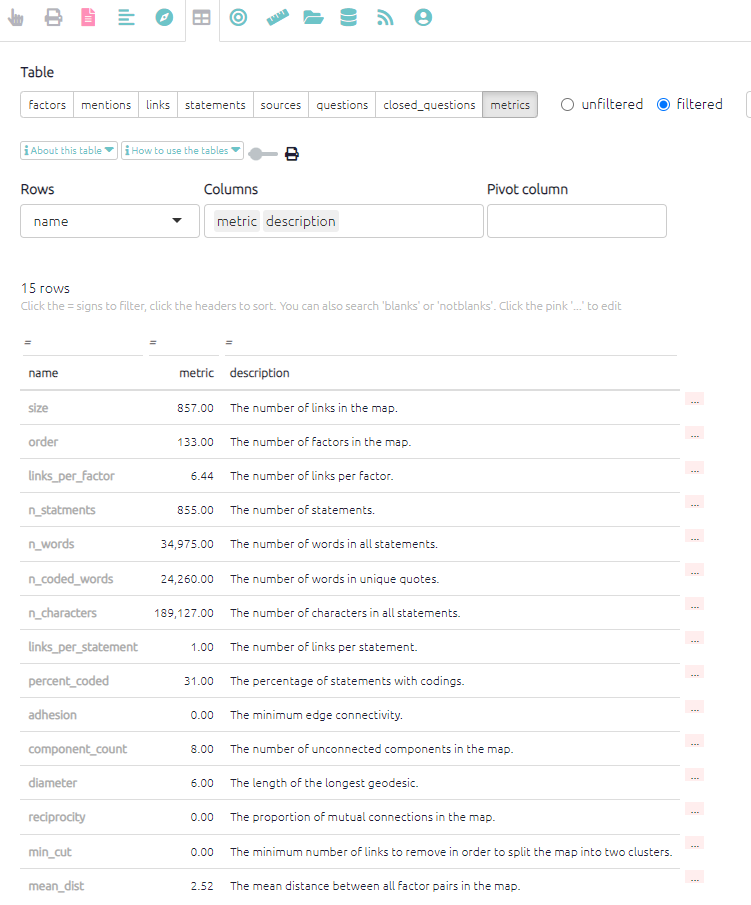 Table
factors mentions links statements sources questions closed_questions metrics unfiltered filtered
About this table How to use the tables
Rows Columns Pivot column
name metric description
15 rows
Click the = signs to filter, click the headers to sort. You can also search 'blanks' or 'notblanks'. Click the pink '...' to edit
= = =
name metric description
size 857.00 The number of links in the map. ...
order 133.00 The number of factors in the map. ...
links_per_factor 6.44 The number of links per factor. ...
n_statments 855.00 The number of statements. ...
n_words 34,975.00 The number of words in all statements. ...
n_coded_words 24,260.00 The number of words in unique quotes. ...
n_characters 189,127.00 The number of characters in all statements. ...
links_per_statement 1.00 The number of links per statement. ...
percent_coded 31.00 The percentage of statements with codings. ...
adhesion 0.00 The minimum edge connectivity. ...
component_count 8.00 The number of unconnected components in the map. ...
diameter 6.00 The length of the longest geodesic. ...
reciprocity 0.00 The proportion of mutual connections in the map. ...
min_cut 0.00 The minimum number of links to remove in order to split the map into two clusters. ...
mean_dist 2.52 The mean distance between all factor pairs in the map. ...